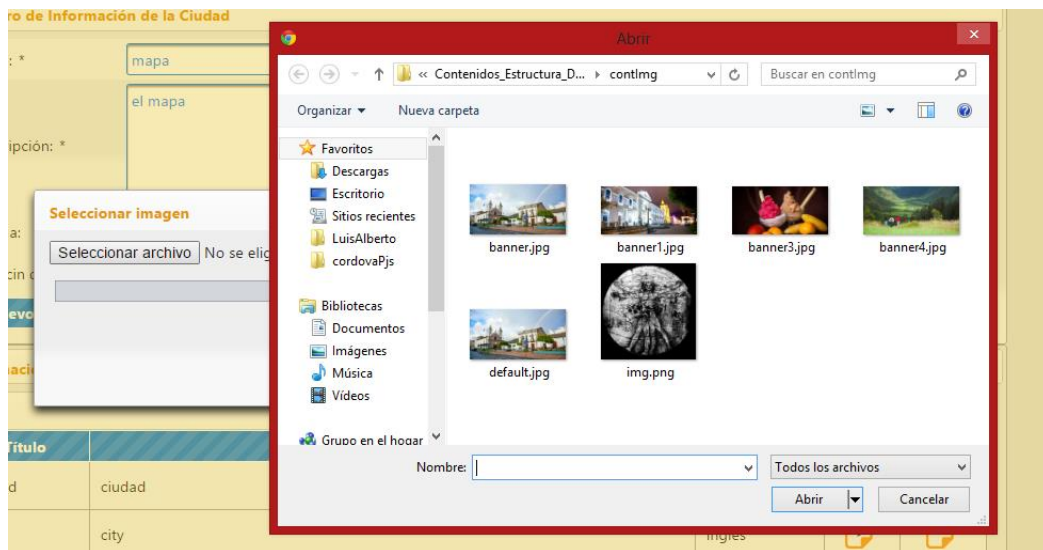 ro de Información de la Ciudad
: *
mapa
el mapa
ipción: *
Seleccionar imagen
a:
Seleccionar archivo No se elig
cin
evo
naci
Título
d
ciudad
city
Ingles
Abrir
« Contenidos_Estructura_D... contImg
Buscar en contImg
Organizar
Nueva carpeta
Favoritos
Descargas
Escritorio
Sitios recientes
LuisAlberto
cordovaPjs
Bibliotecas
Documentos
Imágenes
Música
Vídeos
Grupo en el hogar
banner.jpg
banner1.jpg
banner3.jpg
banner4.jpg
default.jpg
img.png
Nombre:
Todos los archivos
Abrir
Cancelar